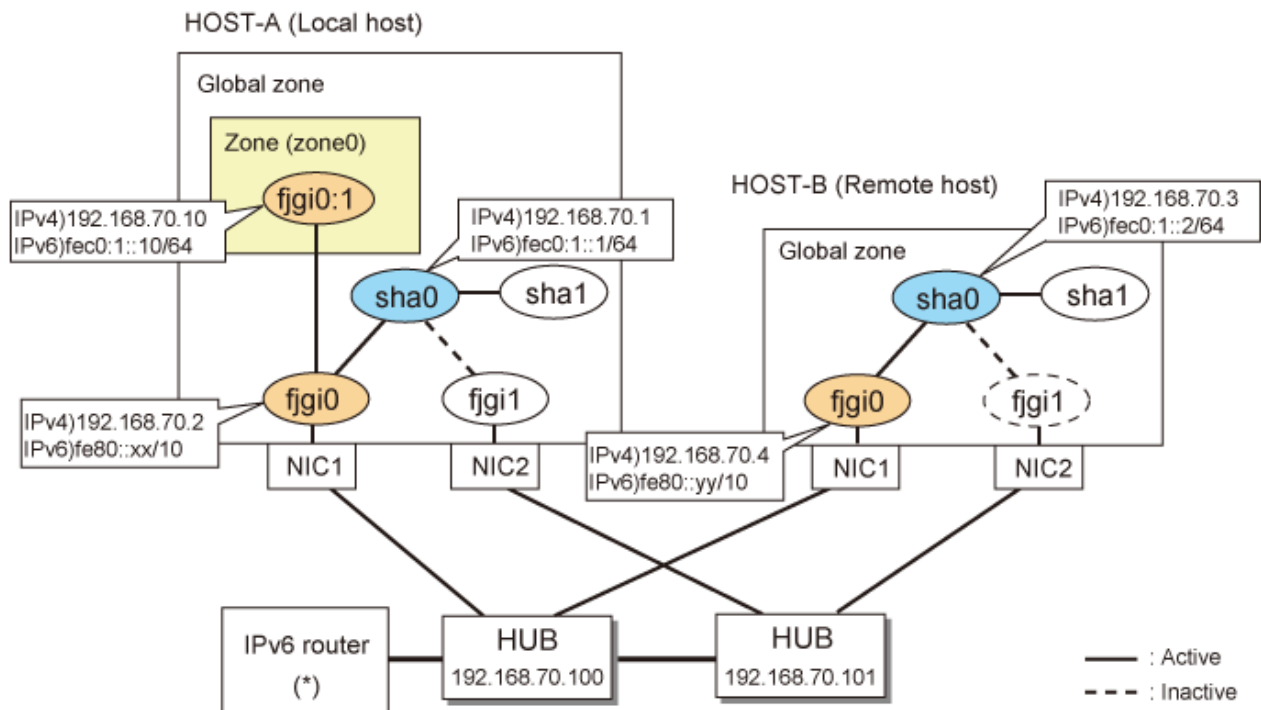 HOST-A (Local host)
Global zone
Zone (zone0)
fjgi0:1
IPv4)192.168.70.10
IPv6)fec0:1::10/64
IPv4)192.168.70.1
IPv6)fec0:1::1/64
sha0
sha1
fjgi0
fjgi1
IPv4)192.168.70.2
IPv6)fe80::xx/10
NIC1
NIC2
HOST-B (Remote host)
IPv4)192.168.70.3
IPv6)fec0:1::2/64
Global zone
sha0
sha1
fjgi0
fjgi1
IPv4)192.168.70.4
IPv6)fe80::yy/10
NIC1
NIC2
IPv6 router
(*)
HUB
192.168.70.100
HUB
192.168.70.101
: Active
: Inactive